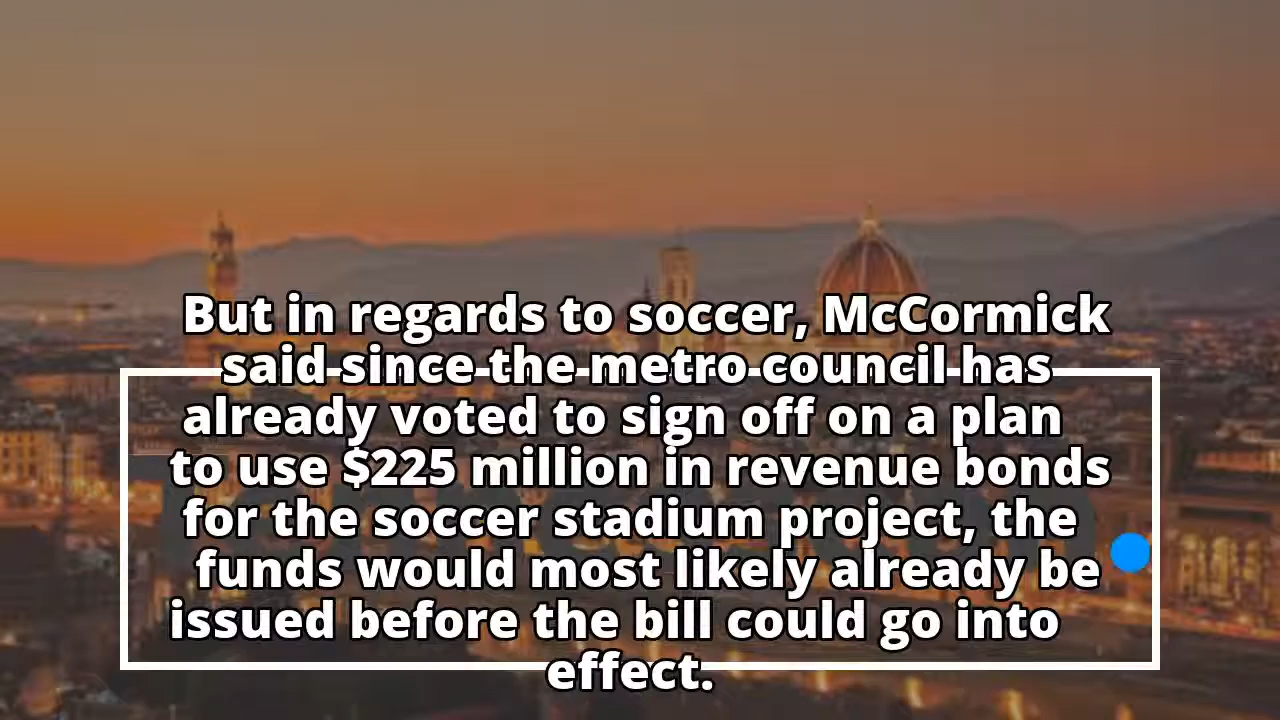 But in regards to soccer, McCormick
said since the metro council has
already voted to sign off on a plan
to use $225 million in revenue bonds
for the soccer stadium project, the
funds would most likely already be
issued before the bill could go into
effect.